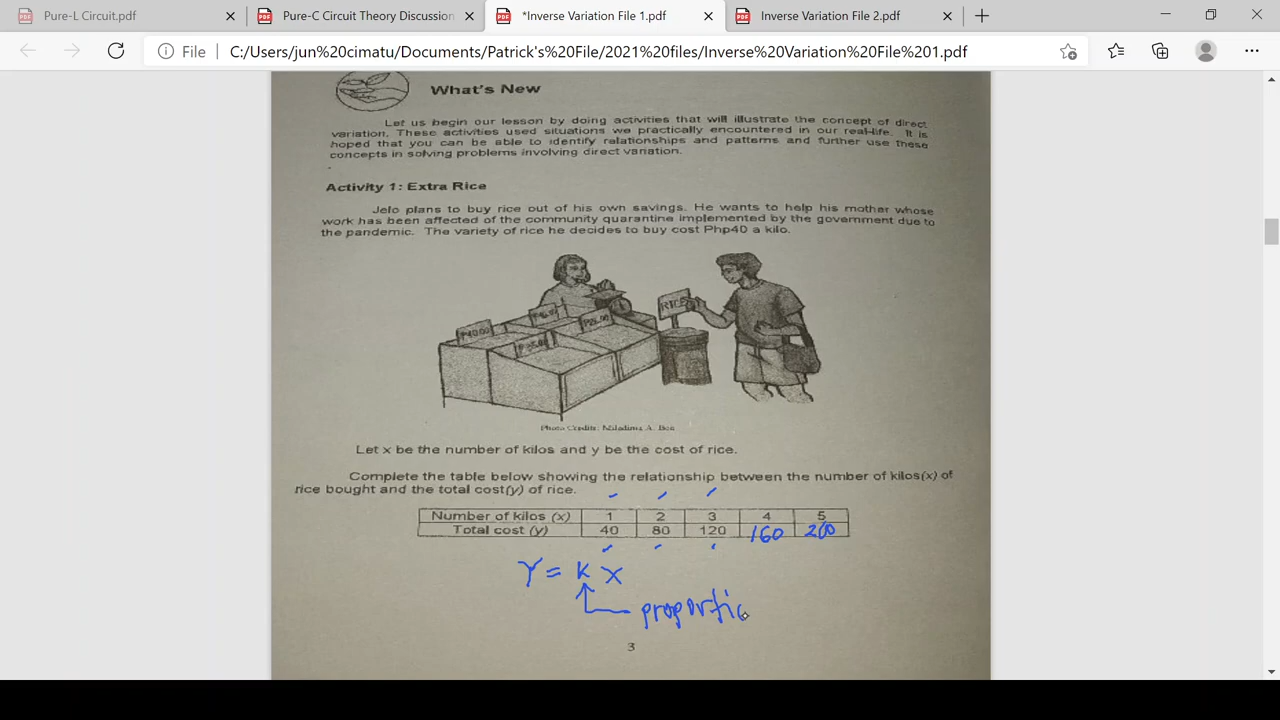 Pure-L Circuit.pdf
Pure-C Circuit Theory Discussion
*Inverse Variation File 1.pdf
Inverse Variation File 2.pdf
File
C:/Users/jun%20cimatu/Documents/Patrick's%20File/2021%20files/Inverse%20Variation%20File%201.pdf
What's New
Let us begin our lesson by doing activities that will illustrate the concept of direct
variation. These activities used situations we practically encountered in our real-life. It is
hoped that you can be able to identify relationships and patterns and further use these
concepts in solving problems involving direct variation.
Activity 1: Extra Rice
Jelo plans to buy rice out of his own savings. He wants to help his mother whose
work has been affected of the community quarantine implemented by the government due to
the pandemic. The variety of rice he decides to buy cost Php40 a kilo.
RICE
P40.00
Photo Credits:
Let x be the number of kilos and y be the cost of rice.
Complete the table below showing the relationship between the number of kilos(x) of
rice bought and the total cost(y) of rice.
Number of kilos (x) 1 2 3 4 5
Total cost (y) 40 80 120 160 200
Y = K X
proportio
3